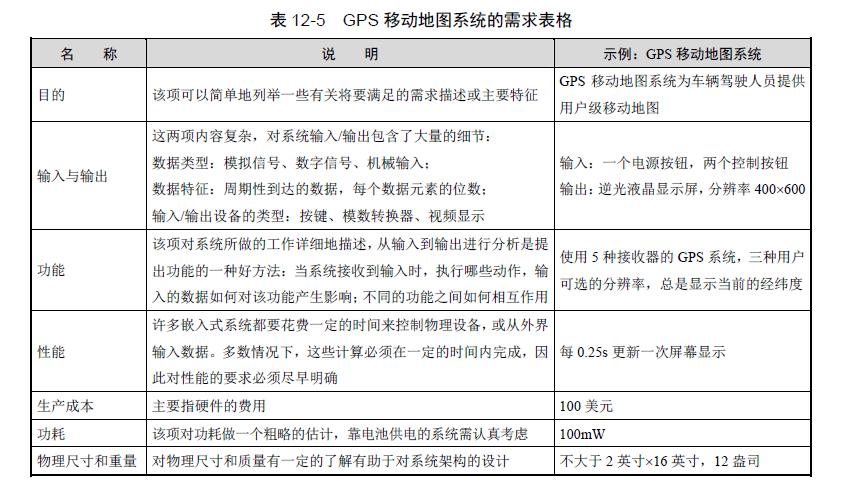 表 12-5 GPS 移动地图系统的需求表格
名 称
说 明
示例：GPS 移动地图系统
目的
该项可以简单地列举一些有关将要满足的需求描述或主要特征
GPS 移动地图系统为车辆驾驶人员提供
用户级移动地图
输入与输出
这两项内容复杂，对系统输入/输出包含了大量的细节：
数据类型：模拟信号、数字信号、机械输入；
数据特征：周期性到达的数据，每个数据元素的位数；
输入/输出设备的类型：按键、模数转换器、视频显示
输入：一个电源按钮，两个控制按钮
输出：逆光液晶显示屏，分辨率 400×600
功能
该项对系统所做的工作详细地描述，从输入到输出进行分析是提
出功能的一种好方法：当系统接收到输入时，执行哪些动作，输
入的数据如何对该功能产生影响；不同的功能之间如何相互作用
使用 5 种接收器的 GPS 系统，三种用户
可选的分辨率，总是显示当前的经纬度
性能
许多嵌入式系统都要花费一定的时间来控制物理设备，或从外界
输入数据。多数情况下，这些计算必须在一定的时间内完成，因
此对性能的要求必须尽早明确
每 0.25s 更新一次屏幕显示
生产成本
主要指硬件的费用
100 美元
功耗
该项对功耗做一个粗略的估计，靠电池供电的系统需认真考虑
100mW
物理尺寸和重量
对物理尺寸和质量有一定的了解有助于对系统架构的设计
不大于 2 英寸×16 英寸，12 盎司